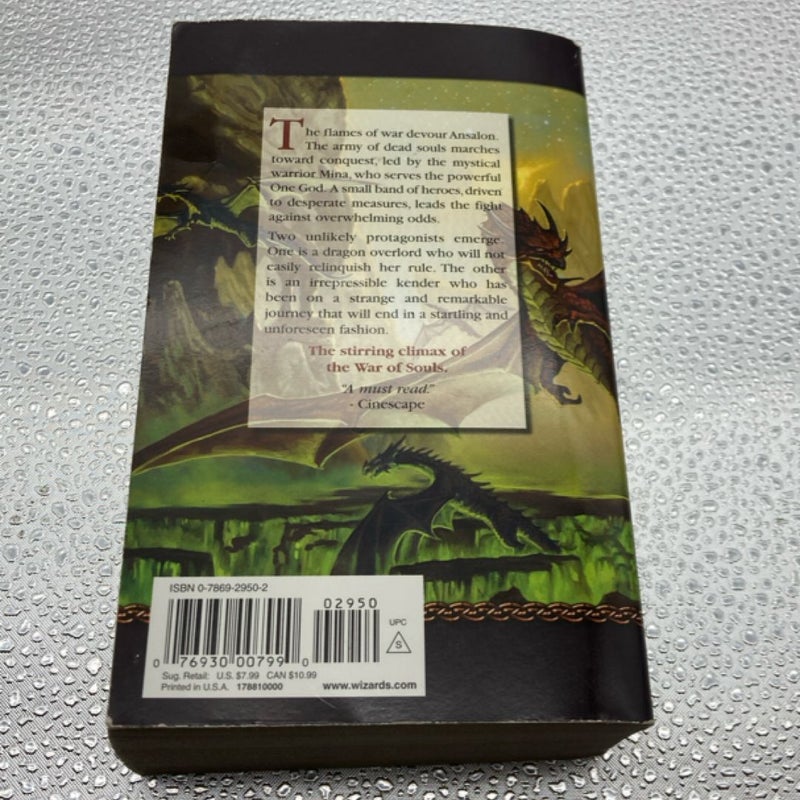 The flames of war devour Ansalon.
The army of dead souls marches
toward conquest, led by the mystical
warrior Mina, who serves the powerful
One God. A small band of heroes, driven
to desperate measures, leads the fight
against overwhelming odds.
Two unlikely protagonists emerge.
One is a dragon overlord who will not
easily relinquish her rule. The other
is an irrepressible kender who has
been on a strange and remarkable
journey that will end in a startling and
unforeseen fashion.
The stirring climax of
the War of Souls.
"A must read."
- Cinescape
ISBN 0-7869-2950-2
02950
UPC
S
0 76930 00799 0
Sug. Retail: U.S. $7.99 CAN $10.99
Printed in U.S.A. 178810000
www.wizards.com